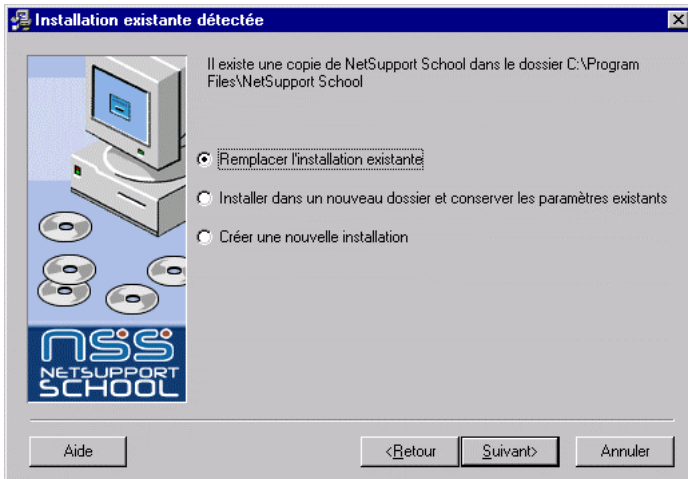 Installation existante détectée
Il existe une copie de NetSupport School dans le dossier C:\Program
Files\NetSupport School
Remplacer l'installation existante
Installer dans un nouveau dossier et conserver les paramètres existants
Créer une nouvelle installation
nss
NETSUPPORT
SCHOOL
Aide
<Retour
Suivant>
Annuler